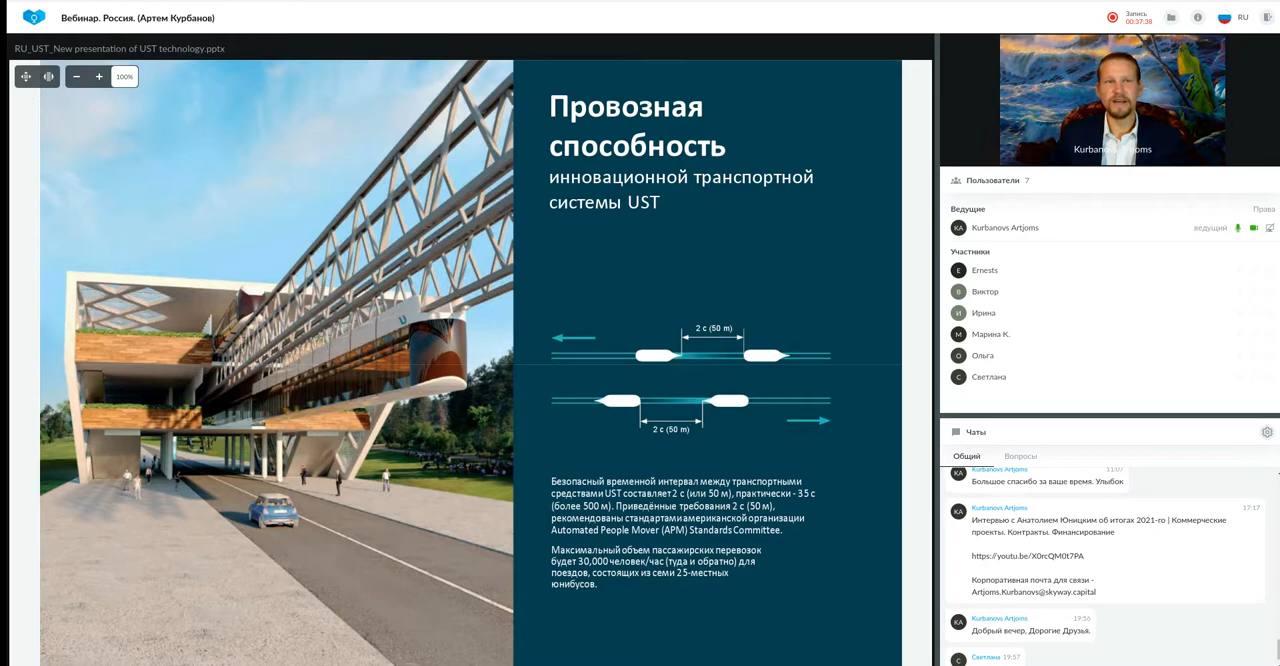 Вебинар. Россия. (Артем Курбанов)
Запись
00:37:38
RU
RU_UST_New presentation of UST technology.pptx
100%
Провозная
способность
инновационной транспортной
системы UST
2 с (50 m)
2 с (50 m)
Безопасный временной интервал между транспортными
средствами UST составляет 2 с (или 50 м), практически - 35 с
(более 500 м). Приведённые требования 2 с (50 м),
рекомендованы стандартами американской организации
Automated People Mover (APM) Standards Committee.
Максимальный объем пассажирских перевозок
будет 30,000 человек/час (туда и обратно) для
поездов, состоящих из семи 25-местных
юнибусов.
Kurbanovs Artjoms
Пользователи 7
Ведущие Права
KA Kurbanovs Artjoms ведущий
Участники
E Ernests
В Виктор
И Ирина
М Марина К.
О Ольга
С Светлана
Чаты
Общий Вопросы
KA Kurbanovs Artjoms 11:07
Большое спасибо за ваше время. Улыбок
KA Kurbanovs Artjoms 17:17
Интервью с Анатолием Юницким об итогах 2021-го | Коммерческие
проекты. Контракты. Финансирование
https://youtu.be/X0rcQM0t7PA
Корпоративная почта для связи -
Artjoms.Kurbanovs@skyway.capital
KA Kurbanovs Artjoms 19:56
Добрый вечер, Дорогие Друзья.
С Светлана 19:57